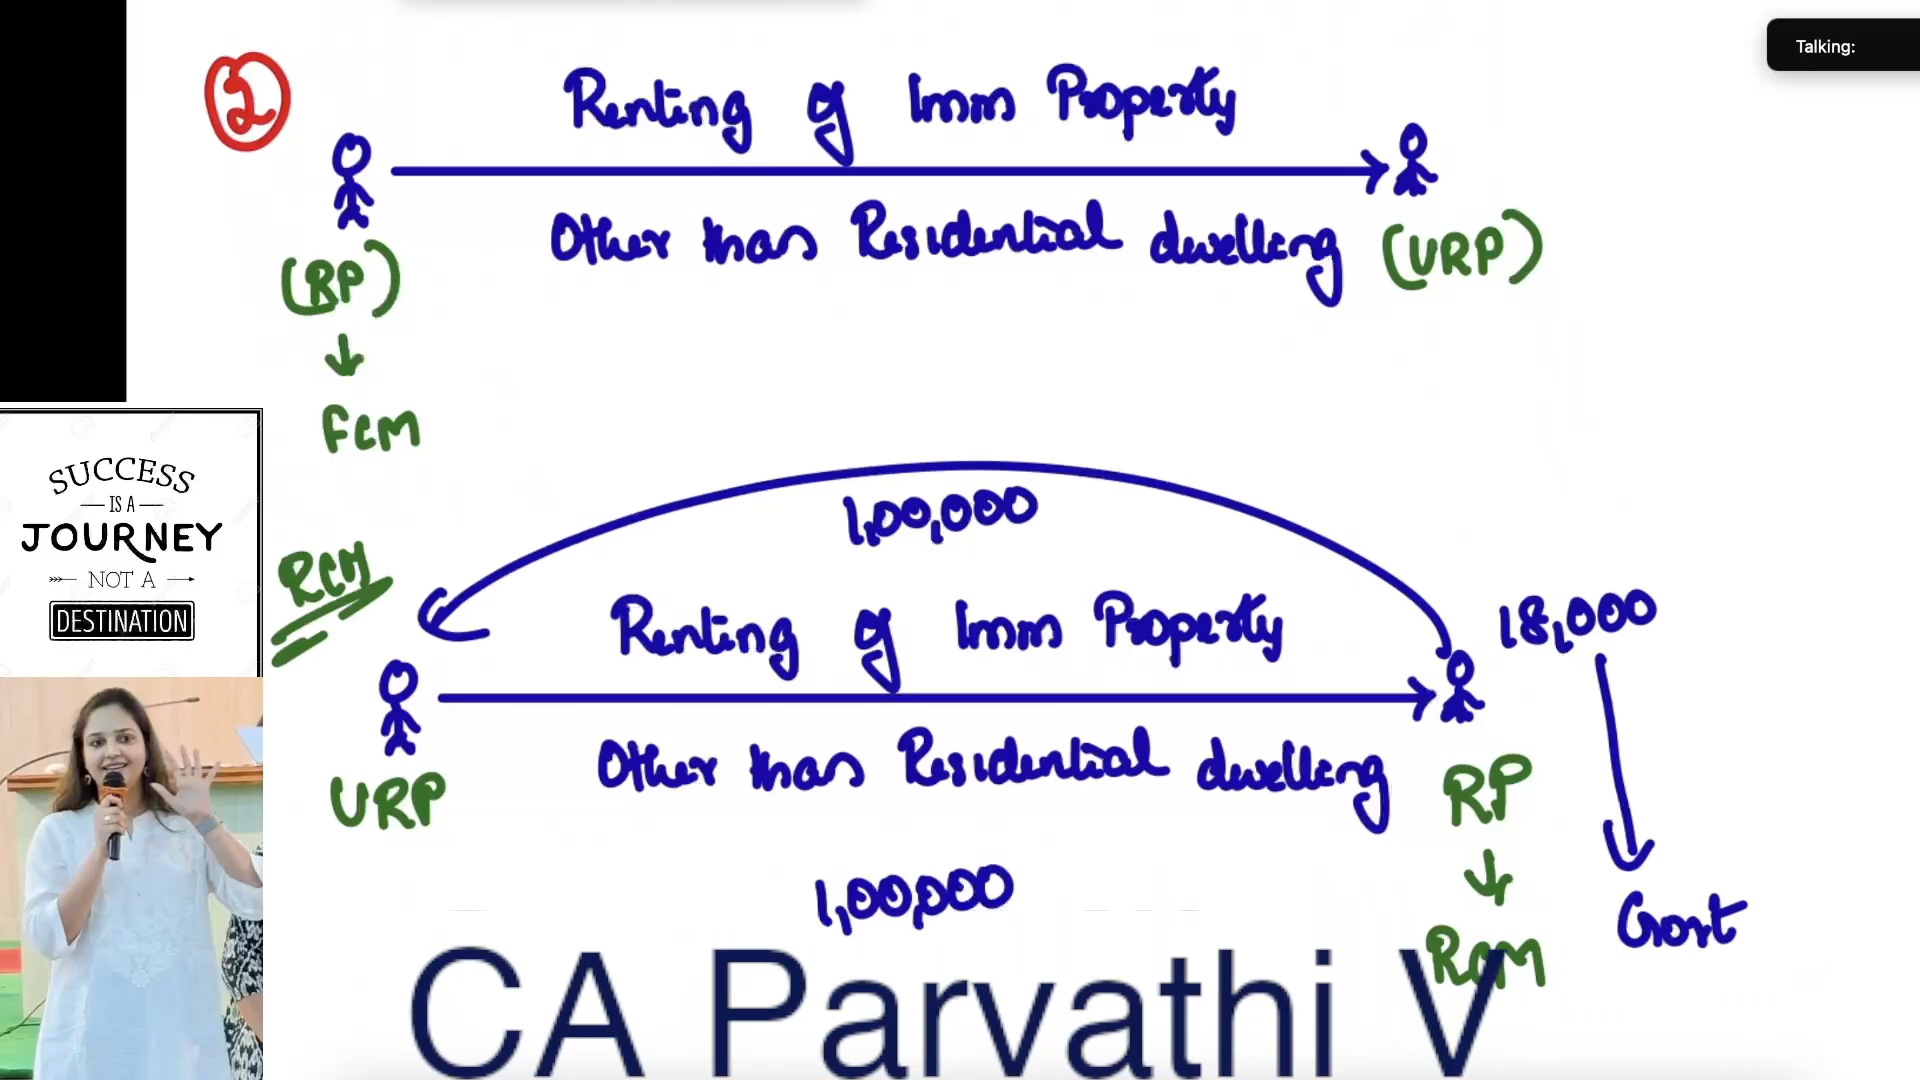 Talking:
2
Renting of Imm Property
Other than Residential dwelling
(RP)
(URP)
FCM
SUCCESS
IS A
JOURNEY
NOT A
DESTINATION
1,00,000
RCM
Renting of Imm Property
18,000
Other than Residential dwelling
URP
RP
1,00,000
Govt
RCM
CA Parvathi V